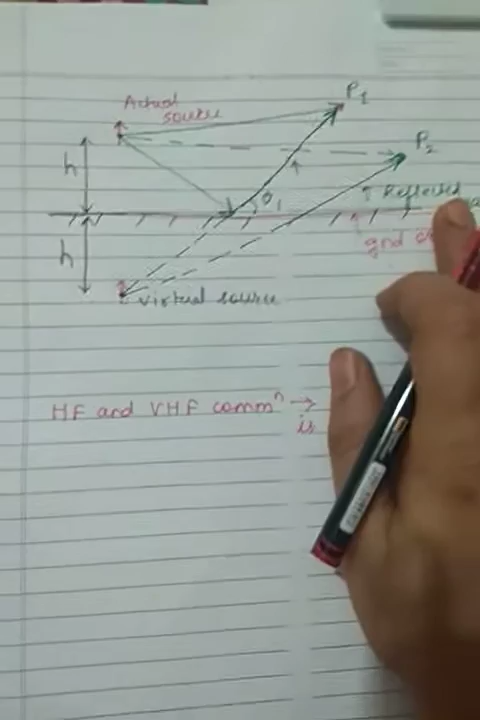 Actual
source
P1
P2
h
θ1
Reflected
h
gnd
virtual source
HF and VHF commⁿ →
is